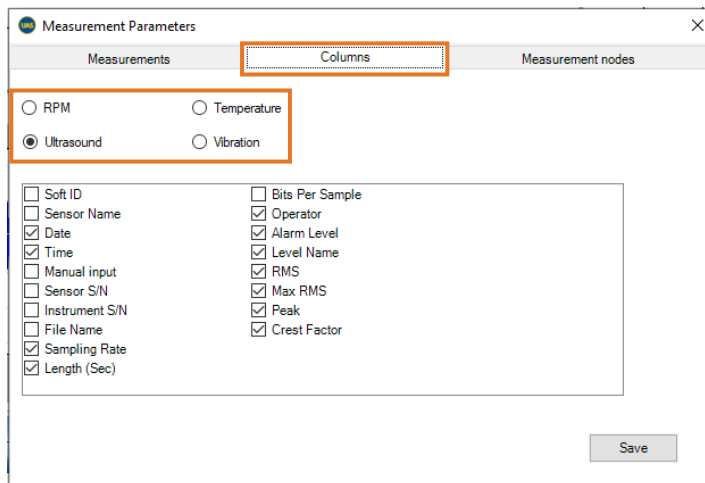 UAS Measurement Parameters
Measurements Columns Measurement nodes
RPM Temperature
Ultrasound Vibration
Soft ID Bits Per Sample
Sensor Name Operator
Date Alarm Level
Time Level Name
Manual input RMS
Sensor S/N Max RMS
Instrument S/N Peak
File Name Crest Factor
Sampling Rate
Length (Sec)
Save